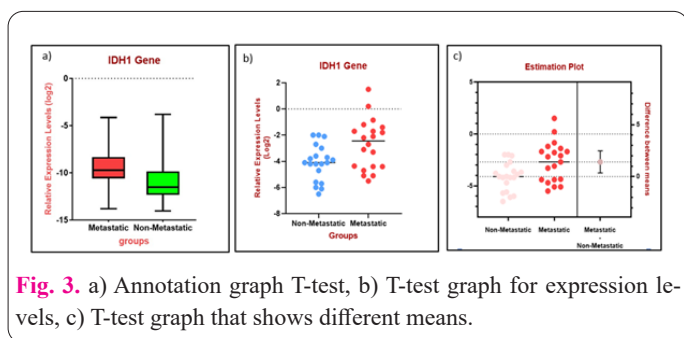 a)
IDH1 Gene
Relative Expression Levels (log2)
0
-5
-10
-15
Metastatic Non-Metastatic
groups
b)
IDH1 Gene
Relative Expression Levels
(Log2)
2
0
-2
-4
-6
-8
Non-Metastatic Metastatic
Groups
c)
Estimation Plot
5
0
-5
5
0
Difference between means
Non-Metastatic Metastatic Metastatic
-
Non-Metastatic
Fig. 3. a) Annotation graph T-test, b) T-test graph for expression le-
vels, c) T-test graph that shows different means.